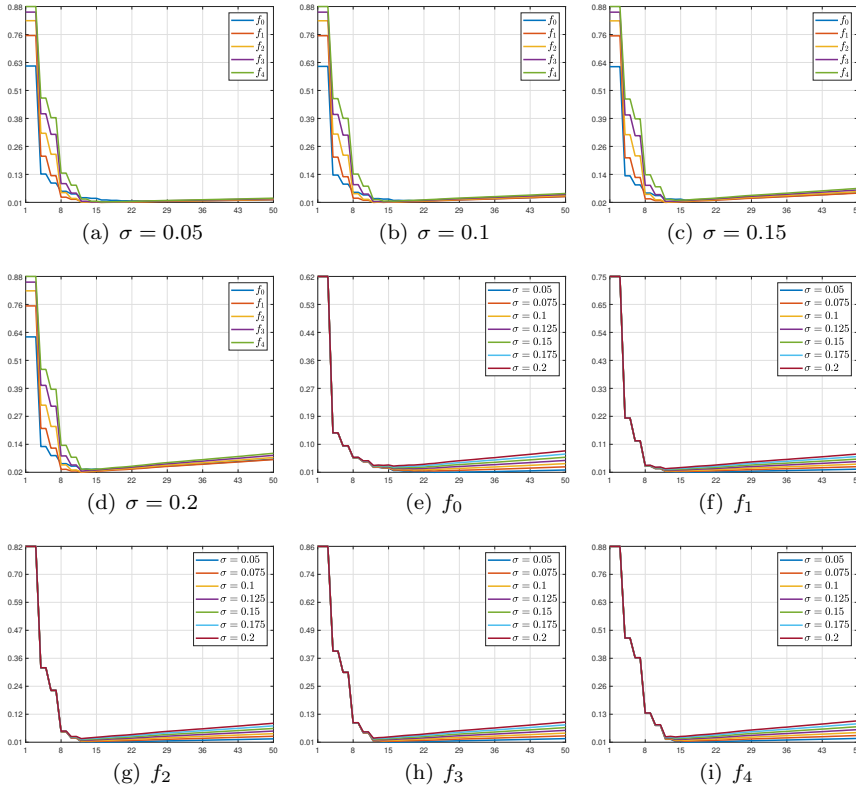 0.88
0.76
0.63
0.51
0.38
0.26
0.13
0.01
1 8 15 22 29 36 43 50
f₀
f₁
f₂
f₃
f₄
(a) σ = 0.05
0.88
0.76
0.63
0.51
0.38
0.26
0.13
0.01
1 8 15 22 29 36 43 50
f₀
f₁
f₂
f₃
f₄
(b) σ = 0.1
0.88
0.76
0.63
0.51
0.38
0.26
0.13
0.01
1 8 15 22 29 36 43 50
f₀
f₁
f₂
f₃
f₄
(c) σ = 0.15
0.88
0.76
0.64
0.51
0.39
0.27
0.14
0.02
1 8 15 22 29 36 43 50
f₀
f₁
f₂
f₃
f₄
(d) σ = 0.2
0.62
0.53
0.45
0.36
0.27
0.19
0.1
0.01
1 8 15 22 29 36 43 50
σ = 0.05
σ = 0.075
σ = 0.1
σ = 0.125
σ = 0.15
σ = 0.175
σ = 0.2
(e) f₀
0.75
0.65
0.54
0.43
0.33
0.22
0.11
0.01
1 8 15 22 29 36 43 50
σ = 0.05
σ = 0.075
σ = 0.1
σ = 0.125
σ = 0.15
σ = 0.175
σ = 0.2
(f) f₁
0.82
0.7
0.59
0.47
0.36
0.24
0.13
0.01
1 8 15 22 29 36 43 50
σ = 0.05
σ = 0.075
σ = 0.1
σ = 0.125
σ = 0.15
σ = 0.175
σ = 0.2
(g) f₂
0.86
0.74
0.62
0.5
0.37
0.25
0.13
0.01
1 8 15 22 29 36 43 50
σ = 0.05
σ = 0.075
σ = 0.1
σ = 0.125
σ = 0.15
σ = 0.175
σ = 0.2
(h) f₃
0.88
0.76
0.63
0.51
0.38
0.26
0.13
0.01
1 8 15 22 29 36 43 50
σ = 0.05
σ = 0.075
σ = 0.1
σ = 0.125
σ = 0.15
σ = 0.175
σ = 0.2
(i) f₄